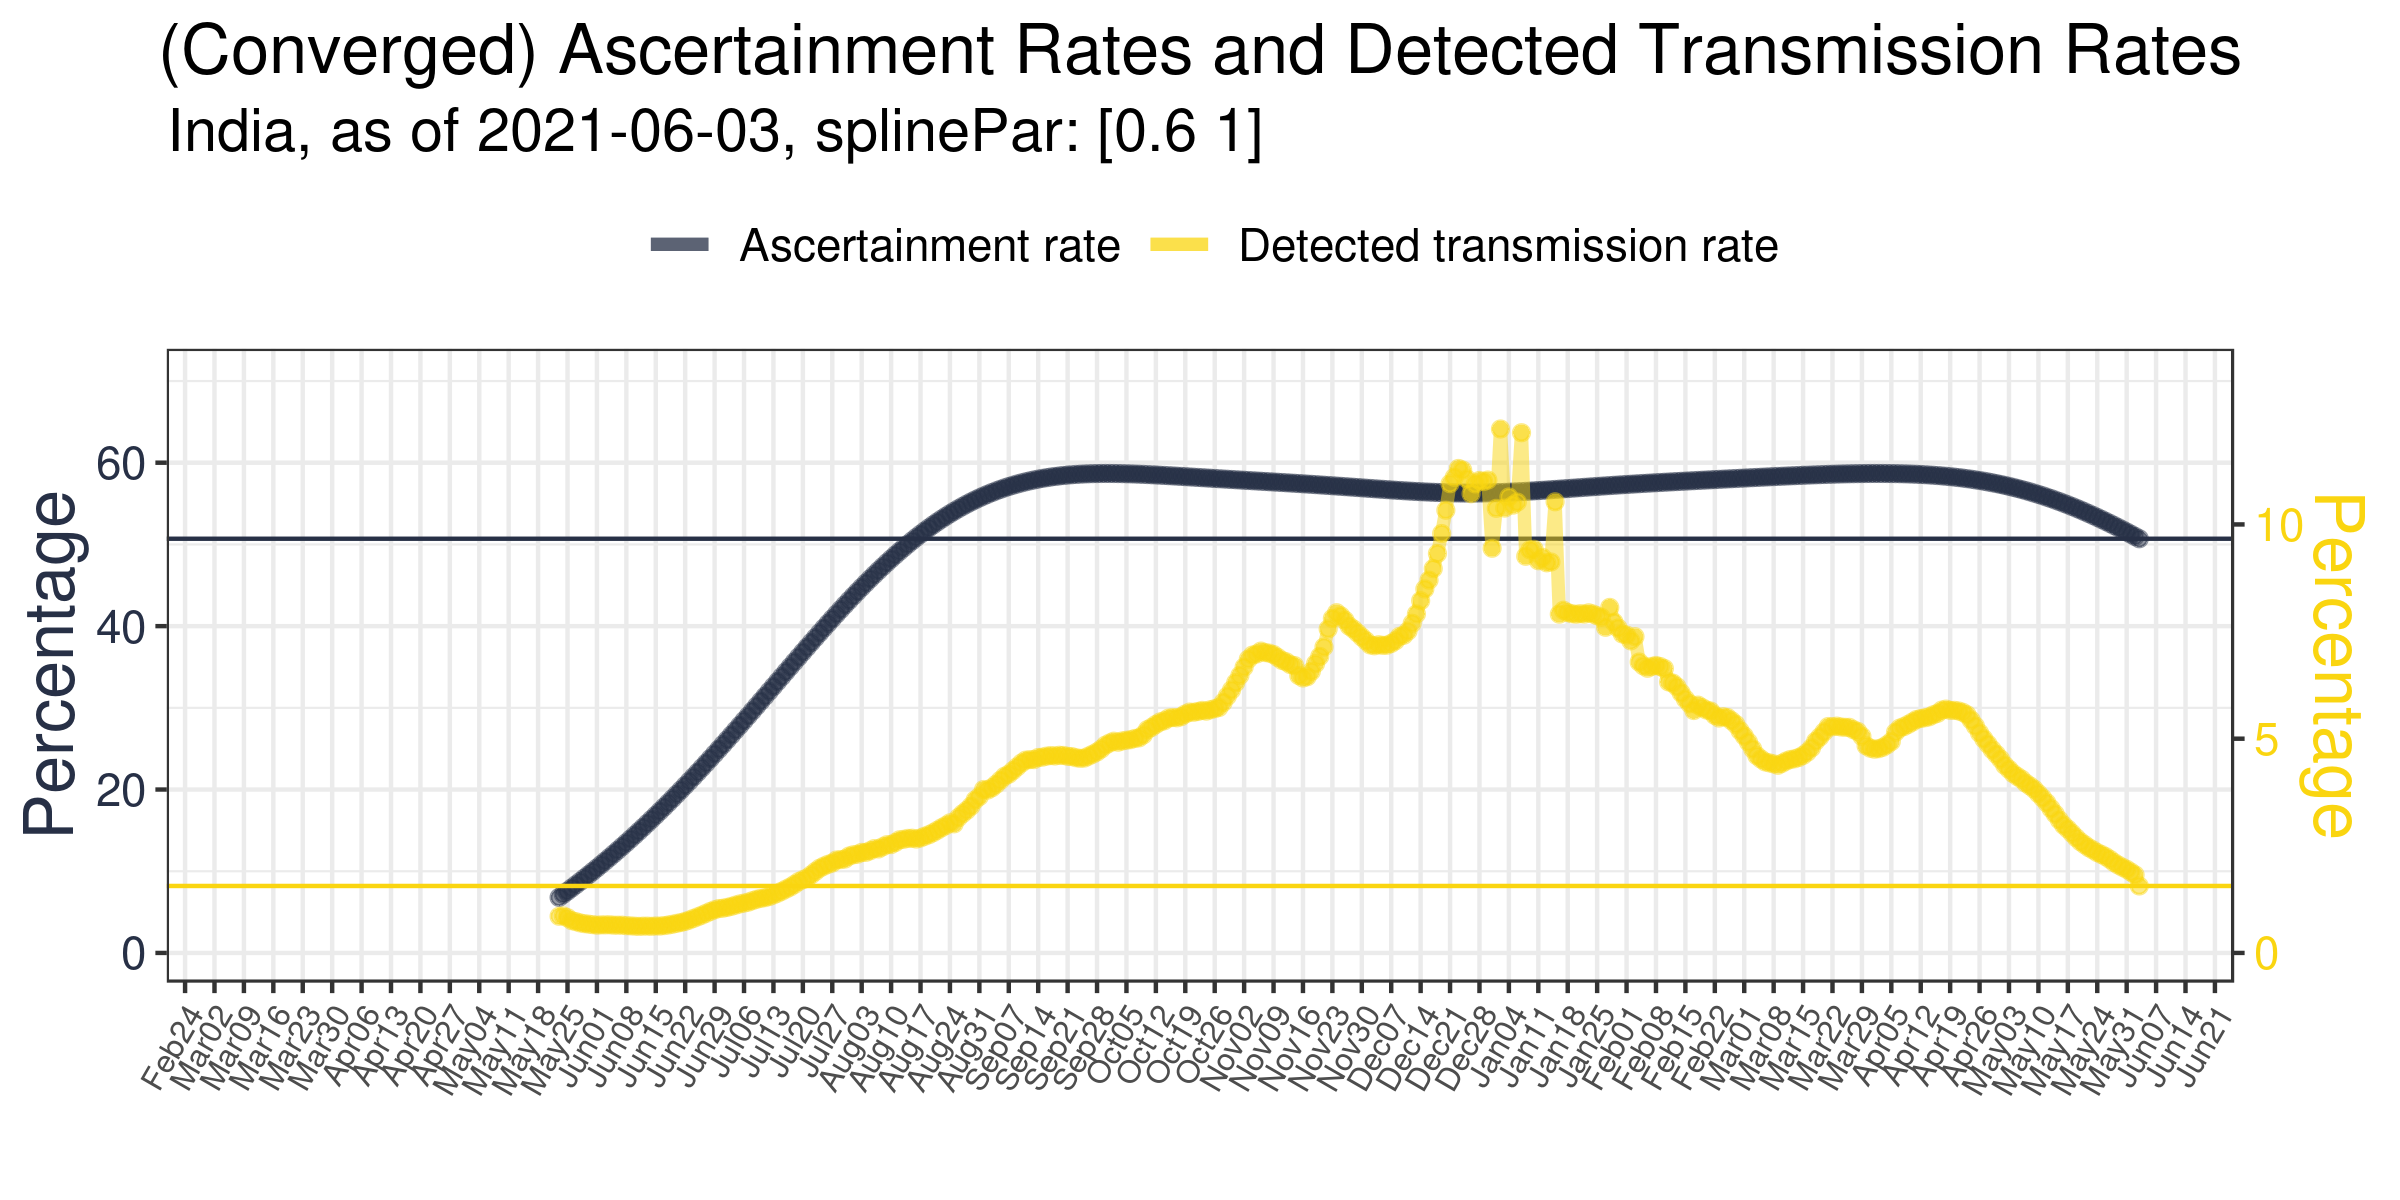 (Converged) Ascertainment Rates and Detected Transmission Rates
India, as of 2021-06-03, splinePar: [0.6 1]
Ascertainment rate
Detected transmission rate
Percentage
60
40
20
0
10
5
0
Percentage
Feb24
Mar02
Mar09
Mar16
Mar23
Mar30
Apr06
Apr13
Apr20
Apr27
May04
May11
May18
May25
Jun01
Jun08
Jun15
Jun22
Jun29
Jul06
Jul13
Jul20
Jul27
Aug03
Aug10
Aug17
Aug24
Aug31
Sep07
Sep14
Sep21
Sep28
Oct05
Oct12
Oct19
Oct26
Nov02
Nov09
Nov16
Nov23
Nov30
Dec07
Dec14
Dec21
Dec28
Jan04
Jan11
Jan18
Jan25
Feb01
Feb08
Feb15
Feb22
Mar01
Mar08
Mar15
Mar22
Mar29
Apr05
Apr12
Apr19
Apr26
May03
May10
May17
May24
May31
Jun07
Jun14
Jun21